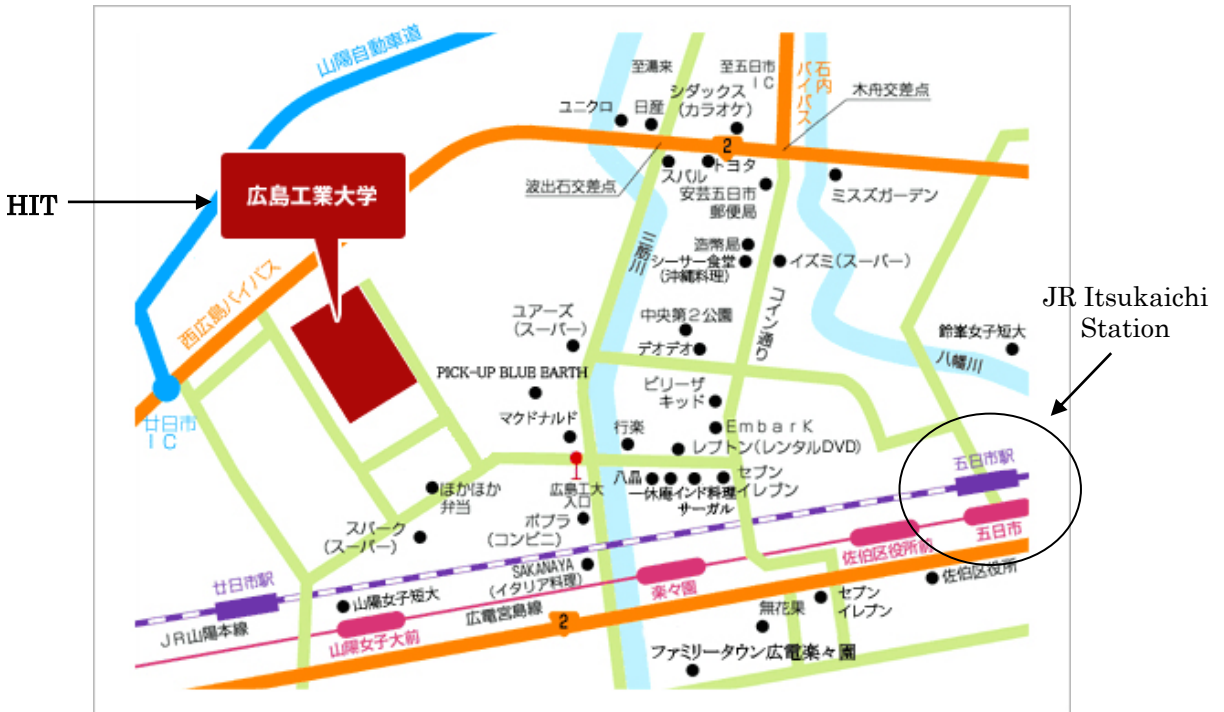 山陽自動車道
至湯来
至五日市
IC
石内
バイパス
シダックス
(カラオケ)
木舟交差点
ユニクロ
日産
2
トヨタ
スバル
波出石交差点
安芸五日市
郵便局
ミスズガーデン
HIT
広島工業大学
西広島バイパス
三筋川
造幣局
シーサー食堂
(沖縄料理)
イズミ(スーパー)
コイン通り
JR Itsukaichi
Station
ユアーズ
(スーパー)
中央第2公園
デオデオ
鈴峯女子短大
八幡川
PICK-UP BLUE EARTH
ビリーザ
キッド
廿日市
IC
マクドナルド
行楽
EmbarK
レプトン(レンタルDVD)
五日市駅
ほかほか
弁当
広島工大
入口
八晶
一休庵
インド料理
サーガル
セブン
イレブン
スパーク
(スーパー)
ポプラ
(コンビニ)
五日市
佐伯区役所前
SAKANAYA
(イタリア料理)
楽々園
佐伯区役所
廿日市駅
山陽女子短大
広電宮島線
2
無花果
セブン
イレブン
JR山陽本線
山陽女子大前
ファミリータウン広電楽々園